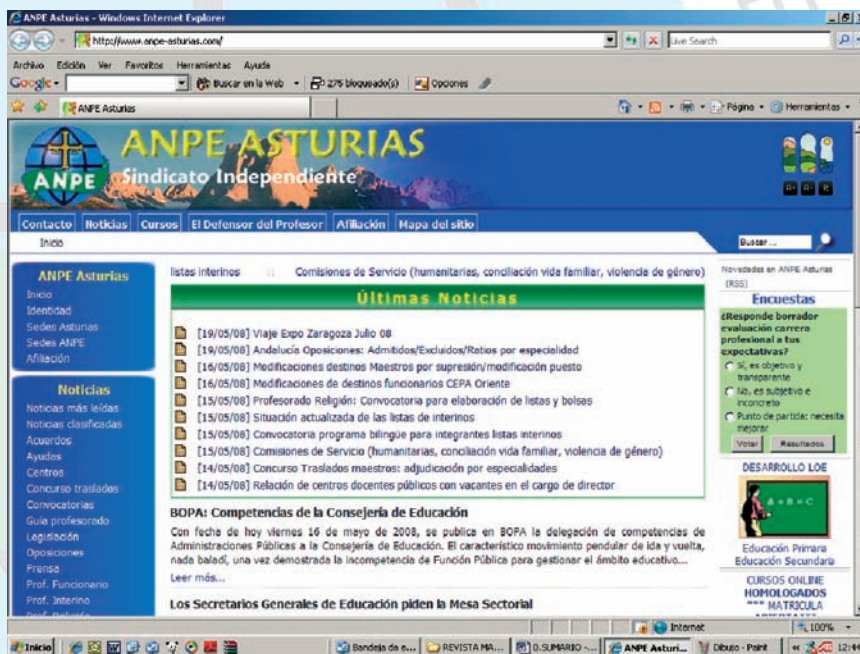 ANPE Asturias - Windows Internet Explorer
http://www.anpe-asturias.com/
Live Search
Archivo Edición Ver Favoritos Herramientas Ayuda
Google
Buscar en la Web
275 bloqueado(s)
Opciones
ANPE Asturias
Página
Herramientas
ANPE
ANPE ASTURIAS
Sindicato Independiente
A+ A- R
Contacto Noticias Cursos El Defensor del Profesor Afiliación Mapa del sitio
Inicio
Buscar ...
ANPE Asturias
Inicio
Identidad
Sedes Asturias
Sedes ANPE
Afiliación
Noticias
Noticias más leídas
Noticias clasificadas
Acuerdos
Ayudas
Centros
Concurso traslados
Convocatorias
Guía profesorado
Legislación
Oposiciones
Prensa
Prof. Funcionario
Prof. Interino
Prof. Religión
listas interinos :: Comisiones de Servicio (humanitarias, conciliación vida familiar, violencia de género)
Últimas Noticias
[19/05/08] Viaje Expo Zaragoza Julio 08
[19/05/08] Andalucía Oposiciones: Admitidos/Excluidos/Ratios por especialidad
[16/05/08] Modificaciones destinos Maestros por supresión/modificación puesto
[16/05/08] Modificaciones de destinos funcionarios CEPA Oriente
[15/05/08] Profesorado Religión: Convocatoria para elaboración de listas y bolsas
[15/05/08] Situación actualizada de las listas de interinos
[15/05/08] Convocatoria programa bilingüe para integrantes listas interinos
[15/05/08] Comisiones de Servicio (humanitarias, conciliación vida familiar, violencia de género)
[14/05/08] Concurso Traslados maestros: adjudicación por especialidades
[14/05/08] Relación de centros docentes públicos con vacantes en el cargo de director
BOPA: Competencias de la Consejería de Educación
Con fecha de hoy viernes 16 de mayo de 2008, se publica en BOPA la delegación de competencias de
Administraciones Públicas a la Consejería de Educación. El característico movimiento pendular de ida y vuelta,
nada baladí, una vez demostrada la incompetencia de Función Pública para gestionar el ámbito educativo...
Leer más...
Los Secretarios Generales de Educación piden la Mesa Sectorial
Novedades en ANPE Asturias
(RSS)
Encuestas
¿Responde borrador
evaluación carrera
profesional a tus
expectativas?
Sí, es objetivo y
transparente
No, es subjetivo e
inconcreto
Punto de partida: necesita
mejorar
Votar Resultados
DESARROLLO LOE
A + B = C
Educación Primaria
Educación Secundaria
CURSOS ONLINE
HOMOLOGADOS
*** MATRICULA
Internet
100%
Inicio
Bandeja de e...
REVISTA MA...
0.SUMARIO -...
ANPE Asturi...
Dibujo - Paint